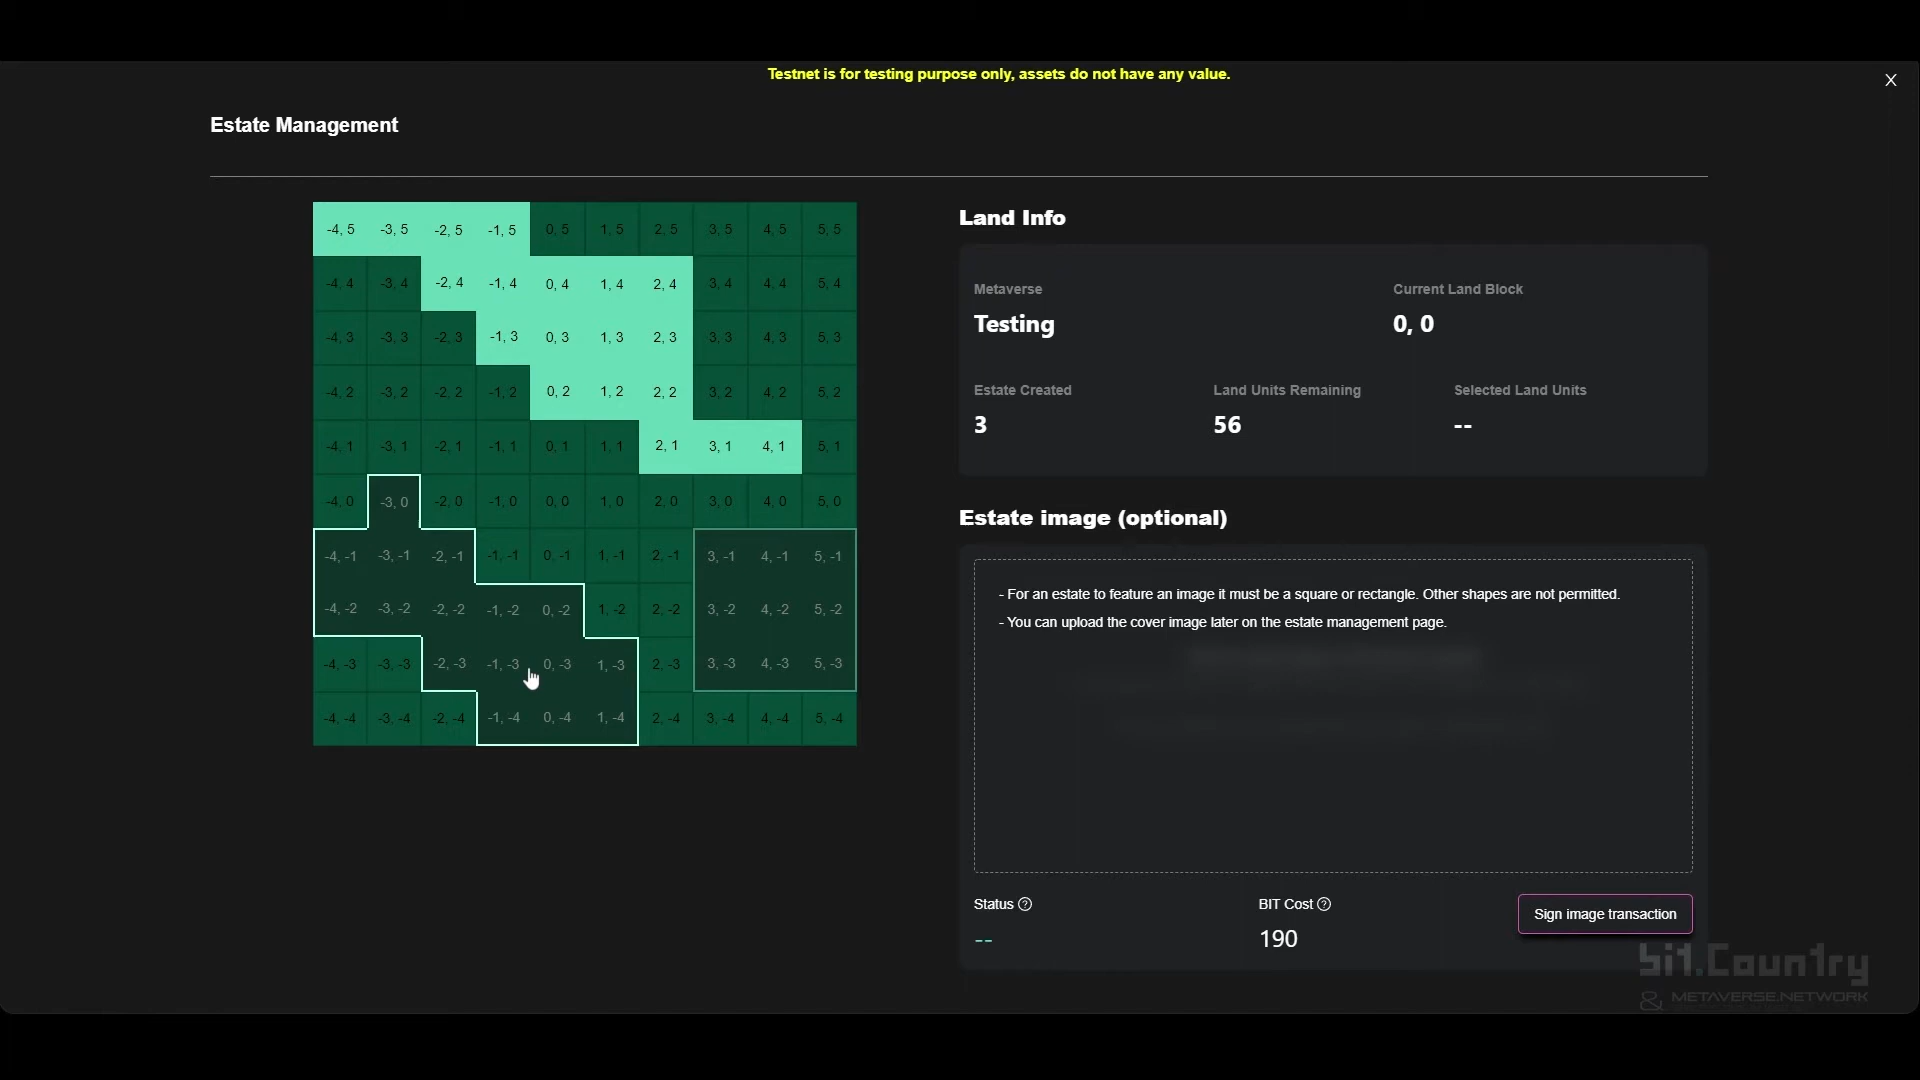 Testnet is for testing purpose only, assets do not have any value.
X
Estate Management
-4, 5 -3, 5 -2, 5 -1, 5 0, 5 1, 5 2, 5 3, 5 4, 5 5, 5
-4, 4 -3, 4 -2, 4 -1, 4 0, 4 1, 4 2, 4 3, 4 4, 4 5, 4
-4, 3 -3, 3 -2, 3 -1, 3 0, 3 1, 3 2, 3 3, 3 4, 3 5, 3
-4, 2 -3, 2 -2, 2 -1, 2 0, 2 1, 2 2, 2 3, 2 4, 2 5, 2
-4, 1 -3, 1 -2, 1 -1, 1 0, 1 1, 1 2, 1 3, 1 4, 1 5, 1
-4, 0 -3, 0 -2, 0 -1, 0 0, 0 1, 0 2, 0 3, 0 4, 0 5, 0
-4, -1 -3, -1 -2, -1 -1, -1 0, -1 1, -1 2, -1 3, -1 4, -1 5, -1
-4, -2 -3, -2 -2, -2 -1, -2 0, -2 1, -2 2, -2 3, -2 4, -2 5, -2
-4, -3 -3, -3 -2, -3 -1, -3 0, -3 1, -3 2, -3 3, -3 4, -3 5, -3
-4, -4 -3, -4 -2, -4 -1, -4 0, -4 1, -4 2, -4 3, -4 4, -4 5, -4
Land Info
Metaverse Current Land Block
Testing 0, 0
Estate Created Land Units Remaining Selected Land Units
3 56 --
Estate image (optional)
- For an estate to feature an image it must be a square or rectangle. Other shapes are not permitted.
- You can upload the cover image later on the estate management page.
Status ? BIT Cost ?
-- 190
Sign image transaction
bit.Country
& METAVERSE.NETWORK